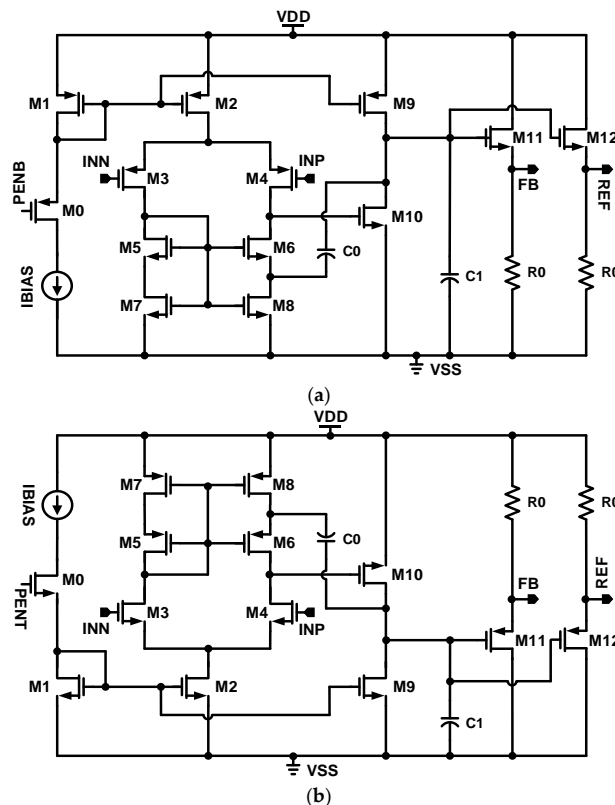 VDD
M1
M2
M9
M11
M12
INN
INP
M3
M4
FB
REF
PENB
M0
M10
M5
M6
C0
C1
R0
R0
IBIAS
M7
M8
VSS
(a)
VDD
IBIAS
M7
M8
R0
R0
M5
M6
C0
M0
PENT
M10
FB
REF
INN
M3
M4
INP
M11
M12
M1
M2
M9
C1
VSS
(b)